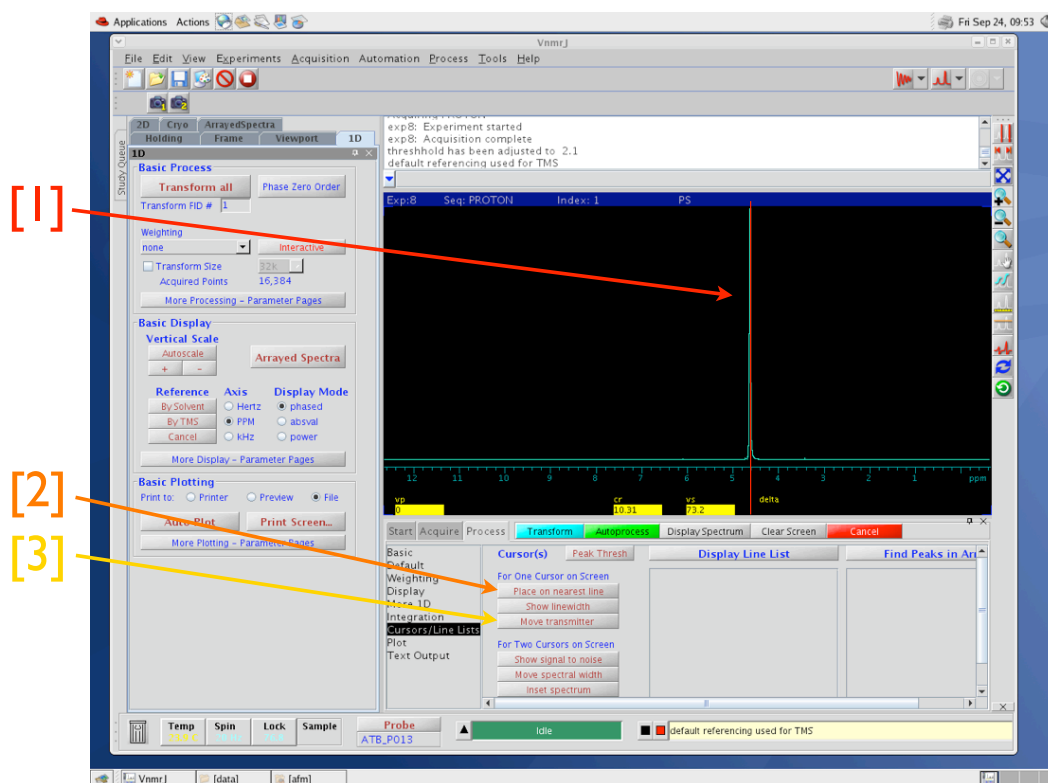 Applications Actions Fri Sep 24, 09:53
VnmrJ
File Edit View Experiments Acquisition Automation Process Tools Help
1 2
Study Queue
2D Cryo ArrayedSpectra
Holding Frame Viewport 1D
1D
Basic Process
Transform all Phase Zero Order
Transform FID # 1
Weighting
none Interactive
Transform Size 32k
Acquired Points 16,384
More Processing - Parameter Pages
Basic Display
Vertical Scale
Autoscale
+ -
Arrayed Spectra
Reference Axis Display Mode
By Solvent Hertz phased
By TMS PPM absval
Cancel kHz power
More Display - Parameter Pages
Basic Plotting
Print to: Printer Preview File
Auto Plot Print Screen...
More Plotting - Parameter Pages
[1]
[2]
[3]
Acquiring PROTON
exp8: Experiment started
exp8: Acquisition complete
threshhold has been adjusted to 2.1
default referencing used for TMS
Exp:8 Seq: PROTON Index: 1 PS
12 11 10 9 8 7 6 5 4 3 2 1 ppm
vp cr vs delta
0 10.31 73.2
Start Acquire Process Transform Autoprocess Display Spectrum Clear Screen Cancel
Basic
Default
Weighting
Display
More 1D
Integration
Cursors/Line Lists
Plot
Text Output
Cursor(s) Peak Thresh Display Line List Find Peaks in Arr
For One Cursor on Screen
Place on nearest line
Show linewidth
Move transmitter
For Two Cursors on Screen
Show signal to noise
Move spectral width
Inset spectrum
Temp Spin Lock Sample Probe
ATB_P013
Idle
default referencing used for TMS
VnmrJ [data] [afm]